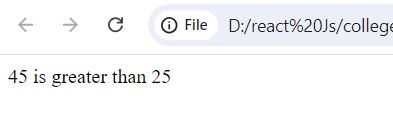 File D:/react%20Js/college
45 is greater than 25